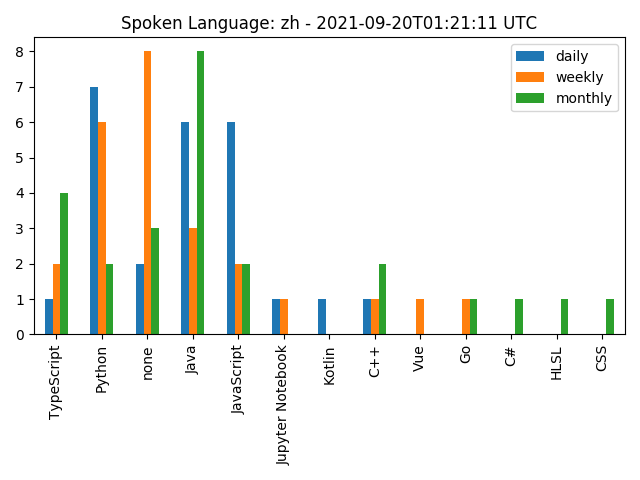 Spoken Language: zh - 2021-09-20T01:21:11 UTC
daily
weekly
monthly
8
7
6
5
4
3
2
1
0
TypeScript
Python
none
Java
JavaScript
Jupyter Notebook
Kotlin
C++
Vue
Go
C#
HLSL
CSS